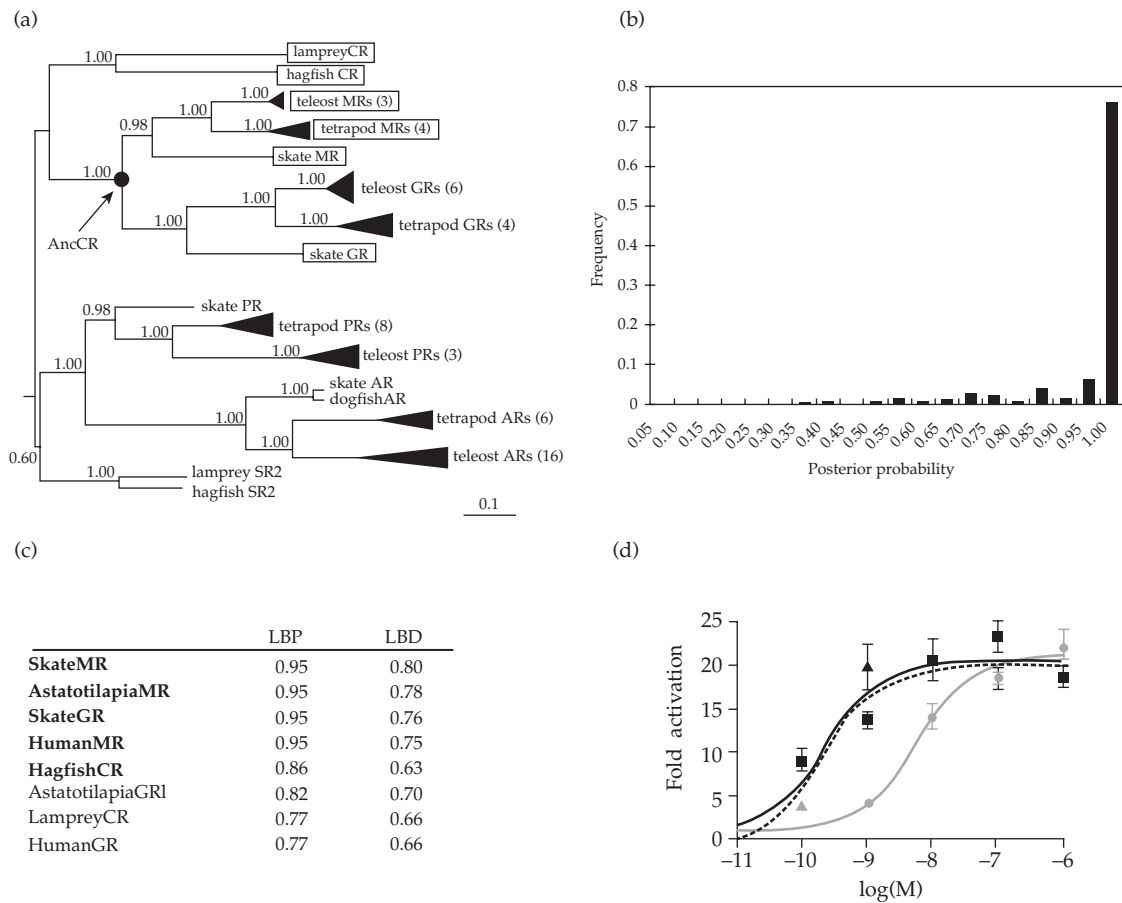 (a)
1.00
lampreyCR
hagfish CR
1.00
teleost MRs (3)
1.00
0.98
1.00
tetrapod MRs (4)
skate MR
1.00
1.00
teleost GRs (6)
1.00
1.00
1.00
tetrapod GRs (4)
AncCR
skate GR
0.98
skate PR
1.00
tetrapod PRs (8)
1.00
teleost PRs (3)
1.00
1.00
skate AR
dogfishAR
tetrapod ARs (6)
1.00
teleost ARs (16)
0.60
1.00
lamprey SR2
hagfish SR2
0.1
(b)
0.8
0.7
0.6
0.5
0.4
0.3
0.2
0.1
0
Frequency
0.05 0.10 0.15 0.20 0.25 0.30 0.35 0.40 0.45 0.50 0.55 0.60 0.65 0.70 0.75 0.80 0.85 0.90 0.95 1.00
Posterior probability
(c)
LBP LBD
SkateMR 0.95 0.80
AstatotilapiaMR 0.95 0.78
SkateGR 0.95 0.76
HumanMR 0.95 0.75
HagfishCR 0.86 0.63
AstatotilapiaGRl 0.82 0.70
LampreyCR 0.77 0.66
HumanGR 0.77 0.66
(d)
25
20
15
10
5
0
Fold activation
–11 –10 –9 –8 –7 –6
log(M)